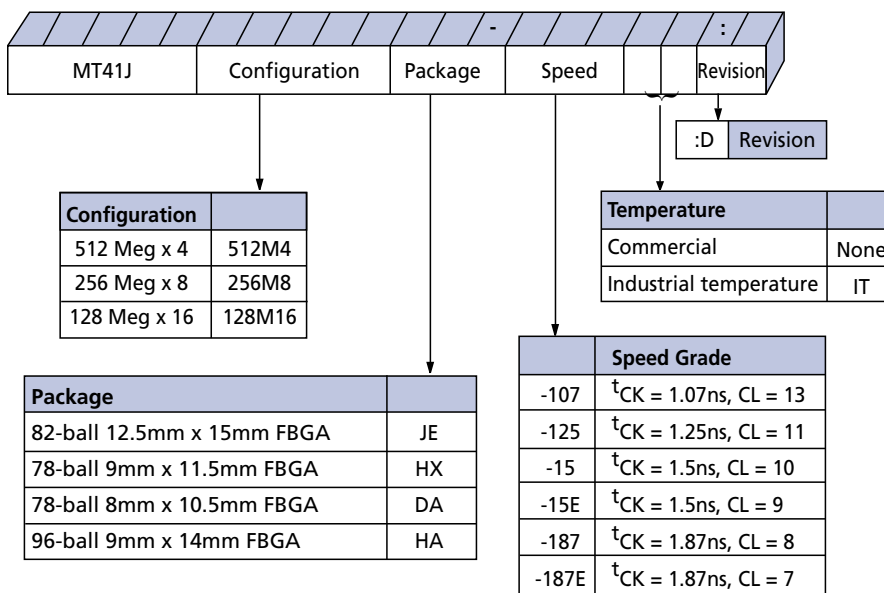 - :
MT41J Configuration Package Speed Revision
:D Revision
Configuration
512 Meg x 4 512M4
256 Meg x 8 256M8
128 Meg x 16 128M16
Temperature
Commercial None
Industrial temperature IT
Package
82-ball 12.5mm x 15mm FBGA JE
78-ball 9mm x 11.5mm FBGA HX
78-ball 8mm x 10.5mm FBGA DA
96-ball 9mm x 14mm FBGA HA
Speed Grade
-107 tCK = 1.07ns, CL = 13
-125 tCK = 1.25ns, CL = 11
-15 tCK = 1.5ns, CL = 10
-15E tCK = 1.5ns, CL = 9
-187 tCK = 1.87ns, CL = 8
-187E tCK = 1.87ns, CL = 7